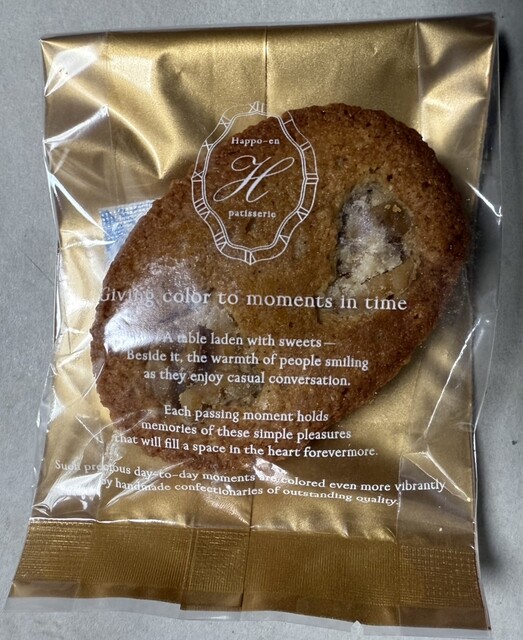 XII
Happo-en
H
patisserie
Giving color to moments in time
A table laden with sweets—
Beside it, the warmth of people smiling
as they enjoy casual conversation.
Each passing moment holds
memories of these simple pleasures
that will fill a space in the heart forevermore.
Such precious day-to-day moments are colored even more vibrantly
by handmade confectionaries of outstanding quality.